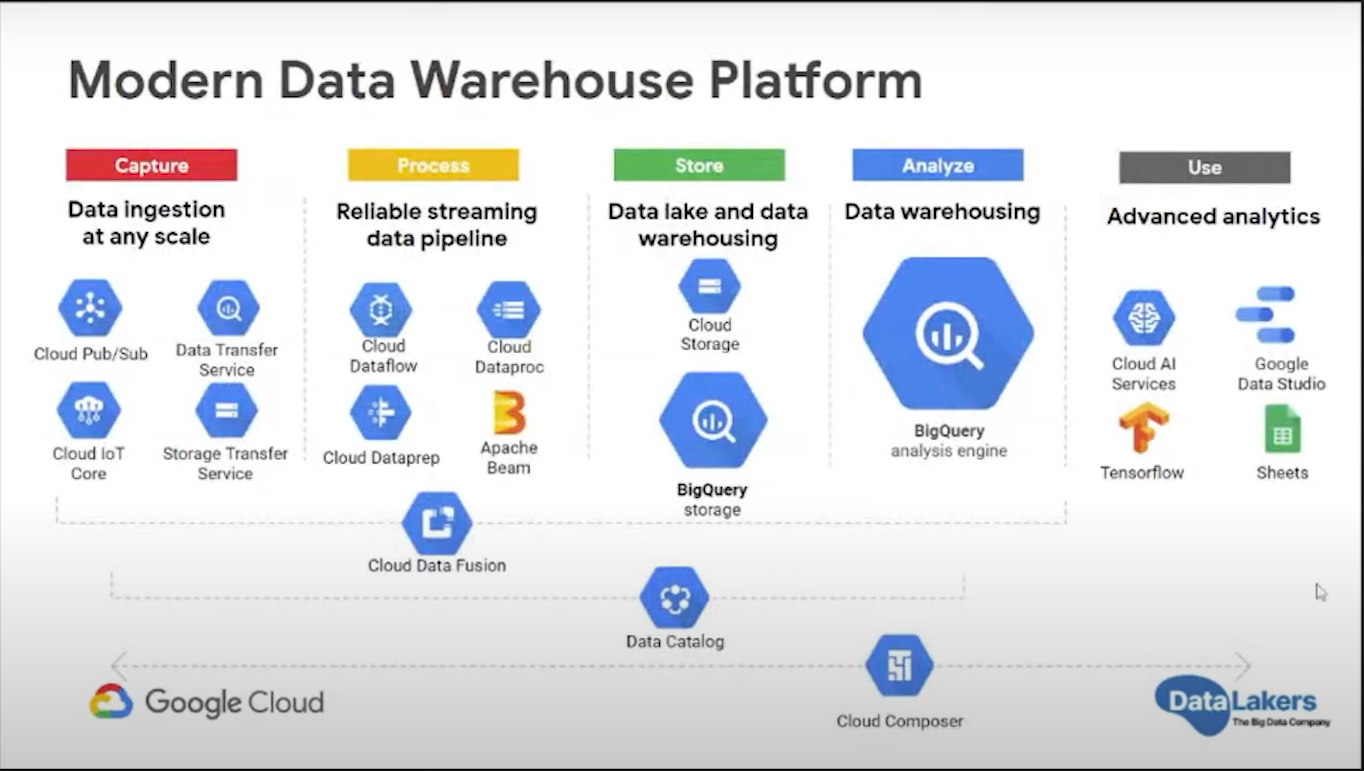 Modern Data Warehouse Platform
Capture
Data ingestion
at any scale
Cloud Pub/Sub
Data Transfer
Service
Cloud IoT
Core
Storage Transfer
Service
Process
Reliable streaming
data pipeline
Cloud
Dataflow
Cloud
Dataproc
Cloud Dataprep
Apache
Beam
Store
Data lake and data
warehousing
Cloud
Storage
BigQuery
storage
Analyze
Data warehousing
BigQuery
analysis engine
Use
Advanced analytics
Cloud AI
Services
Google
Data Studio
Tensorflow
Sheets
Cloud Data Fusion
Data Catalog
Cloud Composer
Google Cloud
DataLakers
The Big Data Company